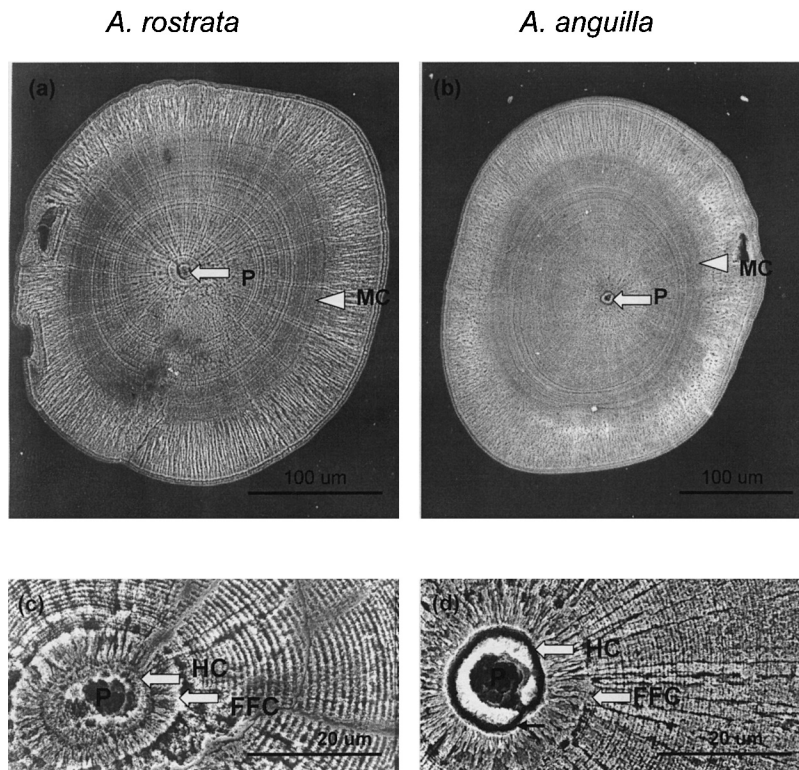 A. rostrata
A. anguilla
(a)
P
MC
100 um
(b)
P
MC
100 um
(c)
P
HC
FFC
20 um
(d)
P
HC
FFC
20 um